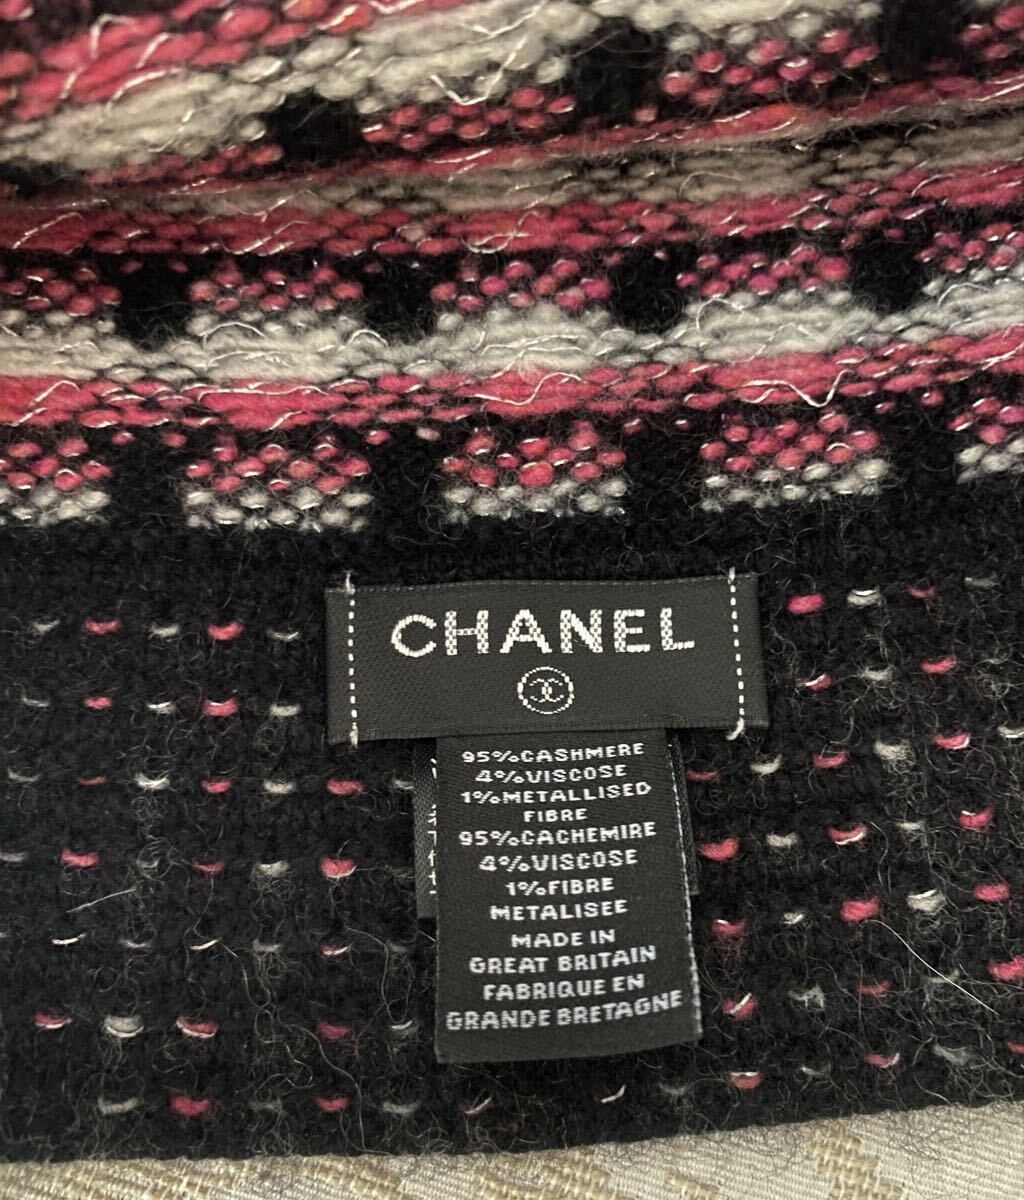 CHANEL
95%CASHMERE
4%VISCOSE
1%METALLISED
FIBRE
95%CACHEMIRE
4%VISCOSE
1%FIBRE
METALISEE
MADE IN
GREAT BRITAIN
FABRIQUE EN
GRANDE BRETAGNE